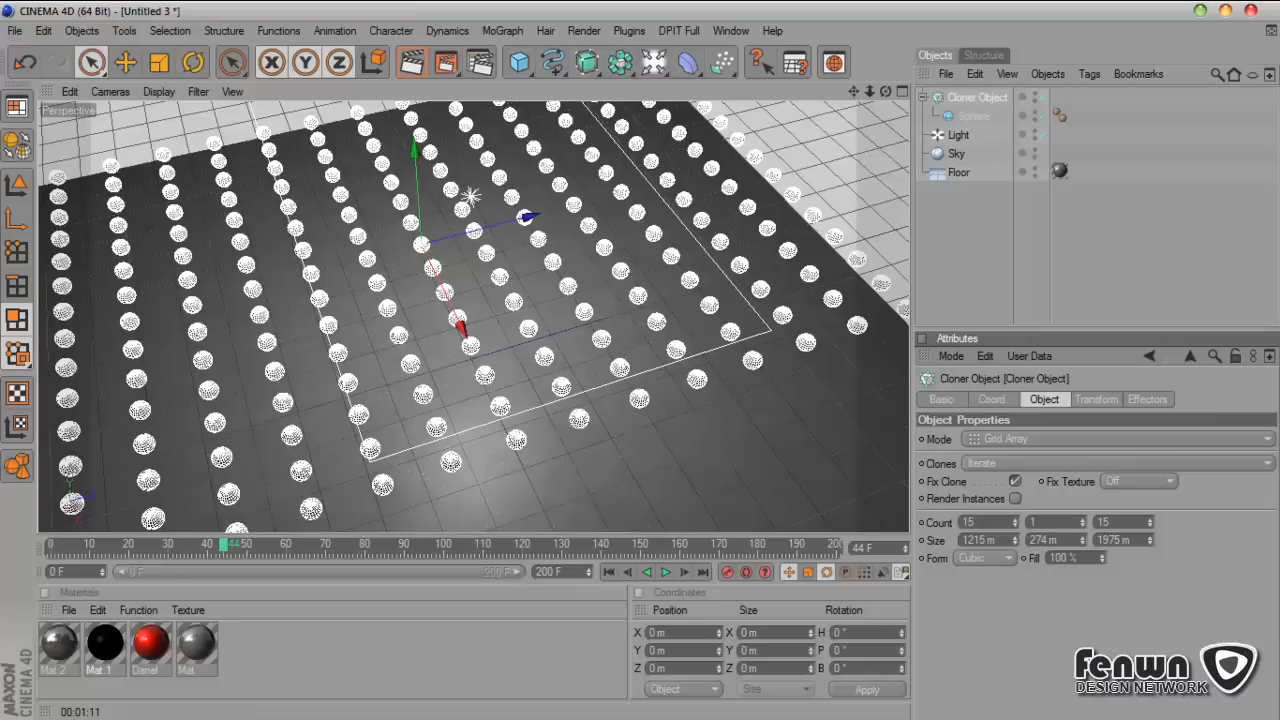 CINEMA 4D (64 Bit) - [Untitled 3 *]
File Edit Objects Tools Selection Structure Functions Animation Character Dynamics MoGraph Hair Render Plugins DPIT Full Window Help
Objects Structure
File Edit View Objects Tags Bookmarks
Edit Cameras Display Filter View
Perspective
Cloner Object
Sphere
Light
Sky
Floor
Attributes
Mode Edit User Data
Cloner Object [Cloner Object]
Basic Coord Object Transform Effectors
Object Properties
Mode Grid Array
Clones Iterate
Fix Clone Fix Texture Off
Render Instances
Count 15 1 15
Size 1215 m 274 m 1975 m
Form Cubic Fill 100 %
0 10 20 30 40 44 50 60 70 80 90 100 110 120 130 140 150 160 170 180 190 20 44 F
0 F 0 F 200 F 200 F
Materials
File Edit Function Texture
Mat.2 Mat.1 Danel Mat
Coordinates
Position Size Rotation
X 0 m X 0 m H 0 °
Y 0 m Y 0 m P 0 °
Z 0 m Z 0 m B 0 °
Object Size Apply
MAXON
CINEMA 4D
00:01:11
fenwn
DESIGN NETWORK